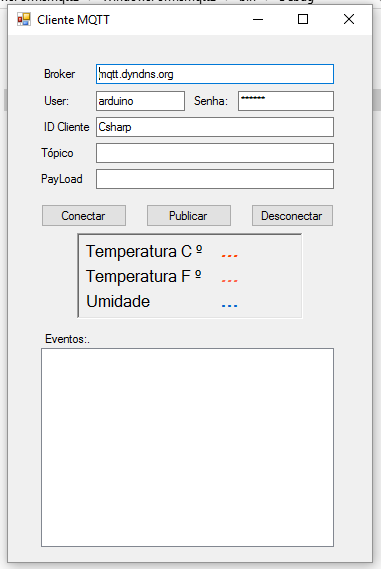 Cliente MQTT
Broker mqtt.dyndns.org
User: arduino Senha: ******
ID Cliente Csharp
Tópico
PayLoad
Conectar Publicar Desconectar
Temperatura C º ...
Temperatura F º ...
Umidade ...
Eventos:.